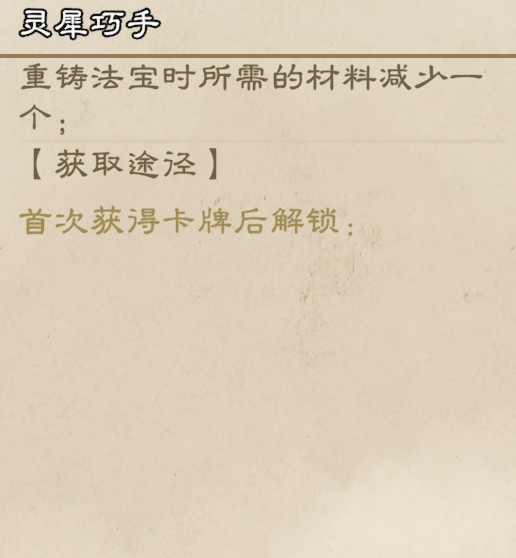 灵犀巧手
重铸法宝时所需的材料减少一
个；
【获取途径】
首次获得卡牌后解锁：